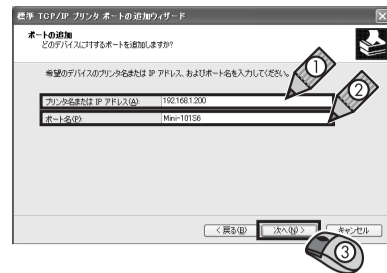 標準 TCP/IP プリンタ ポートの追加ウィザード
ポートの追加
どのデバイスに対するポートを追加しますか?
希望のデバイスのプリンタ名または IP アドレス、およびポート名を入力してください。
①
プリンタ名または IP アドレス(A):
192.168.1.200
②
ポート名(P):
Mini-101S6
< 戻る(B)
次へ(N) >
キャンセル
③